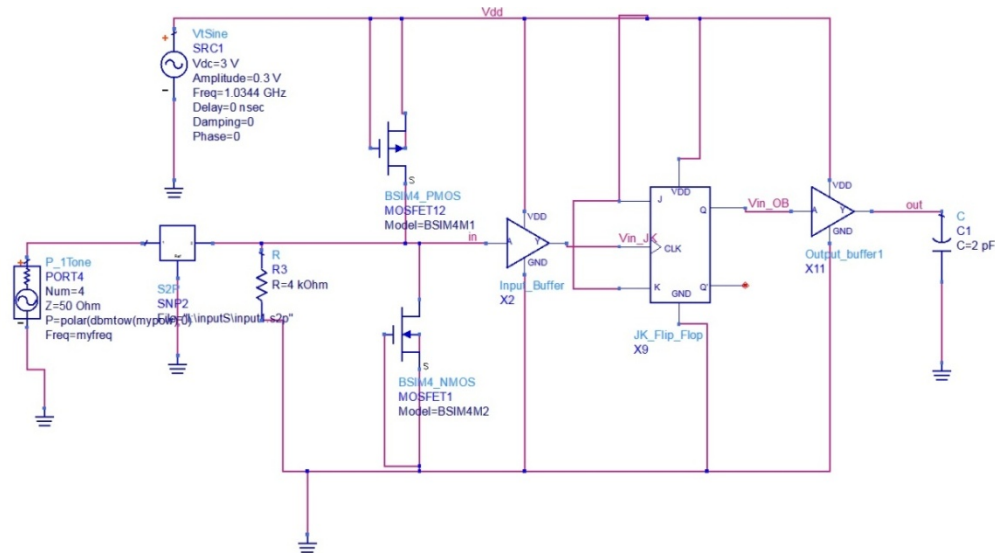 Vdd
VtSine
SRC1
Vdc=3 V
Amplitude=0.3 V
Freq=1.0344 GHz
Delay=0 nsec
Damping=0
Phase=0
S
BSIM4_PMOS
MOSFET12
Model=BSIM4M1
P_1Tone
PORT4
Num=4
Z=50 Ohm
P=polar(dbmtow(mypow),0)
Freq=myfreq
S2P
SNP2
R
R3
R=4 kOhm
S
BSIM4_NMOS
MOSFET1
Model=BSIM4M2
in
A
VDD
Y
GND
Input_Buffer
X2
Vin_JK
J
VDD
Q
CLK
K
GND
Q'
JK_Flip_Flop
X9
Vin_OB
A
VDD
Y
GND
Output_buffer1
X11
out
C
C1
C=2 pF